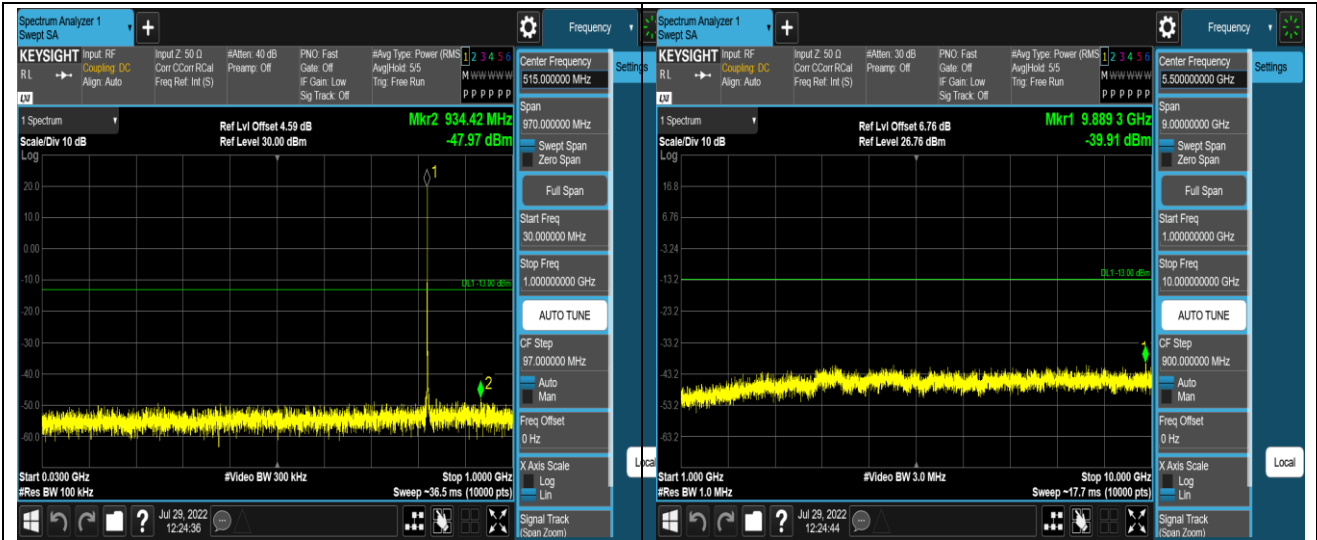 Spectrum Analyzer 1
Swept SA
+
Frequency
KEYSIGHT
RL
LXI
Input: RF
Coupling: DC
Align: Auto
Input Z: 50 Ω
Corr CCorr RCal
Freq Ref: Int (S)
#Atten: 40 dB
Preamp: Off
PNO: Fast
Gate: Off
IF Gain: Low
Sig Track: Off
#Avg Type: Power (RMS
Avg|Hold: 5/5
Trig: Free Run
1 2 3 4 5 6
M W W W W W
P P P P P P
Center Frequency
515.000000 MHz
Settings
Span
970.000000 MHz
Swept Span
Zero Span
Full Span
Start Freq
30.000000 MHz
Stop Freq
1.000000000 GHz
AUTO TUNE
CF Step
97.000000 MHz
Auto
Man
Freq Offset
0 Hz
X Axis Scale
Log
Lin
Signal Track
(Span Zoom)
Local
1 Spectrum
Scale/Div 10 dB
Log
Ref Lvl Offset 4.59 dB
Ref Level 30.00 dBm
Mkr2 934.42 MHz
-47.97 dBm
1
20.0
10.0
0.00
-10.0
DL1 -13.00 dBm
-20.0
-30.0
-40.0
2
-50.0
-60.0
Start 0.0300 GHz
#Res BW 100 kHz
#Video BW 300 kHz
Stop 1.0000 GHz
Sweep ~36.5 ms (10000 pts)
?
Jul 29, 2022
12:24:36
Spectrum Analyzer 1
Swept SA
+
Frequency
KEYSIGHT
RL
LXI
Input: RF
Coupling: DC
Align: Auto
Input Z: 50 Ω
Corr CCorr RCal
Freq Ref: Int (S)
#Atten: 30 dB
Preamp: Off
PNO: Fast
Gate: Off
IF Gain: Low
Sig Track: Off
#Avg Type: Power (RMS
Avg|Hold: 5/5
Trig: Free Run
1 2 3 4 5 6
M W W W W W
P P P P P P
Center Frequency
5.500000000 GHz
Settings
Span
9.00000000 GHz
Swept Span
Zero Span
Full Span
Start Freq
1.000000000 GHz
Stop Freq
10.000000000 GHz
AUTO TUNE
CF Step
900.000000 MHz
Auto
Man
Freq Offset
0 Hz
X Axis Scale
Log
Lin
Signal Track
(Span Zoom)
Local
1 Spectrum
Scale/Div 10 dB
Log
Ref Lvl Offset 6.76 dB
Ref Level 26.76 dBm
Mkr1 9.889 3 GHz
-39.91 dBm
16.8
6.76
-3.24
-13.2
DL1 -13.00 dBm
-23.2
-33.2
1
-43.2
-53.2
-63.2
Start 1.000 GHz
#Res BW 1.0 MHz
#Video BW 3.0 MHz
Stop 10.000 GHz
Sweep ~17.7 ms (10000 pts)
?
Jul 29, 2022
12:24:44